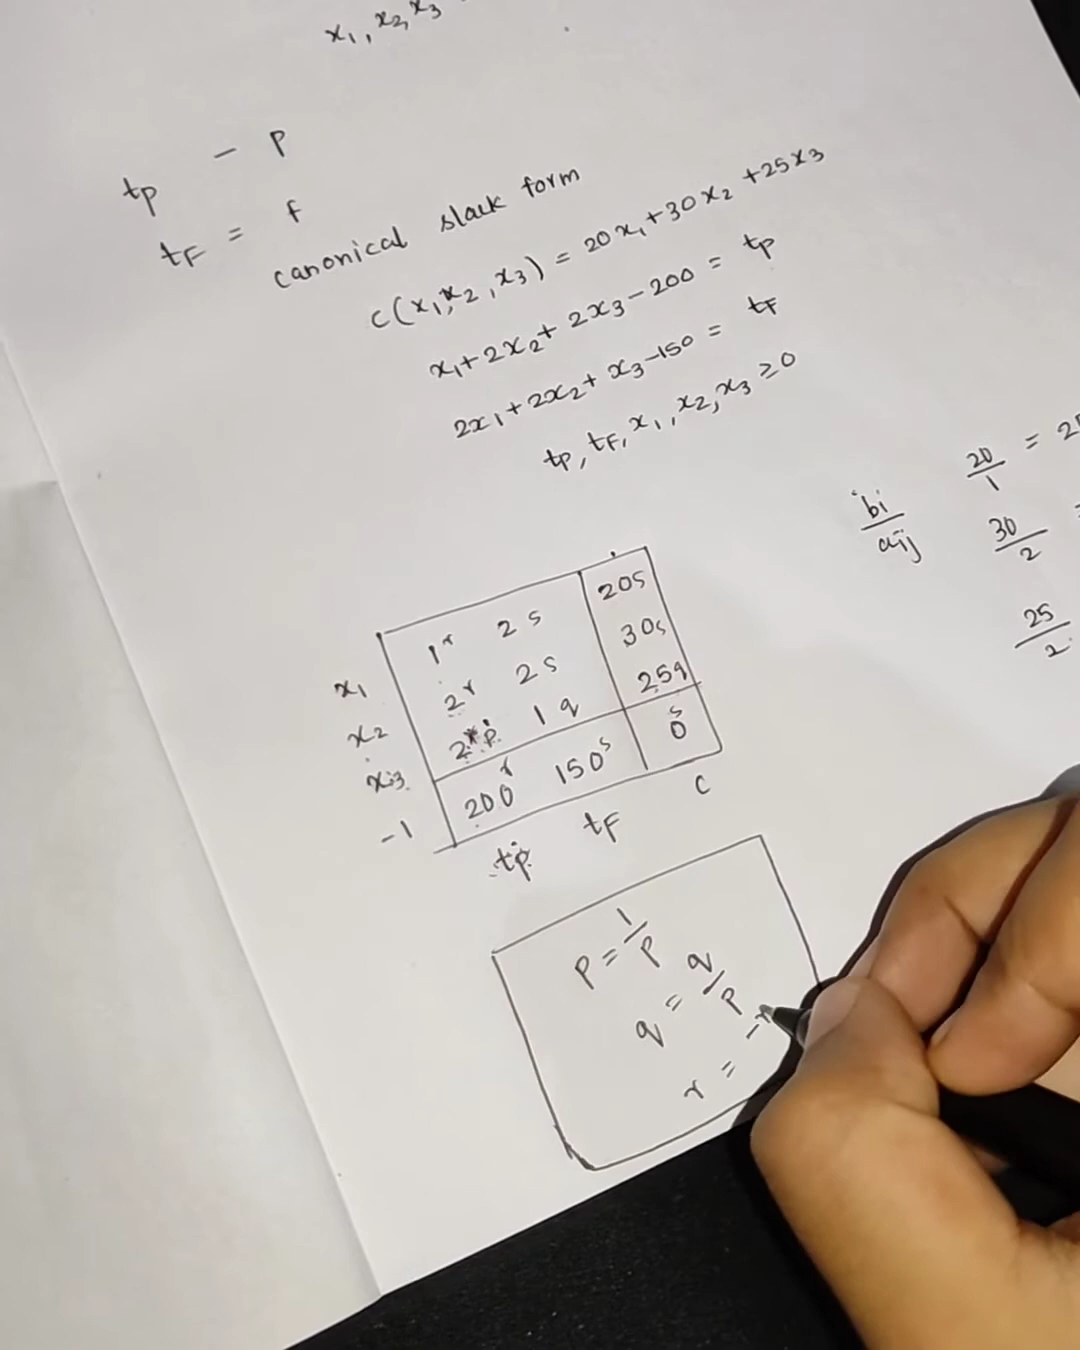 x1, x2, x3
tp - P
tF = f
canonical slack form
C(x1, x2, x3) = 20x1 + 30x2 + 25x3
x1 + 2x2 + 2x3 - 200 = tp
2x1 + 2x2 + x3 - 150 = tF
tp, tF, x1, x2, x3 ≥ 0
bi/aij
20/1 =
30/2
25/2
x1 1r 2s 20s
x2 2r 2s 30s
x3 2*p 1q 25q
-1 200r 150s 0s
tp tF C
P = 1/P
q = q/P
r = -r